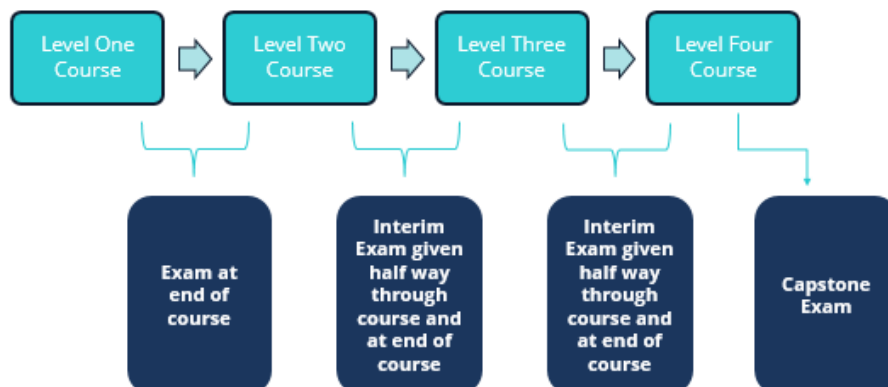 Level One
Course
Level Two
Course
Level Three
Course
Level Four
Course
Exam at
end of
course
Interim
Exam given
half way
through
course and
at end of
course
Interim
Exam given
half way
through
course and
at end of
course
Capstone
Exam